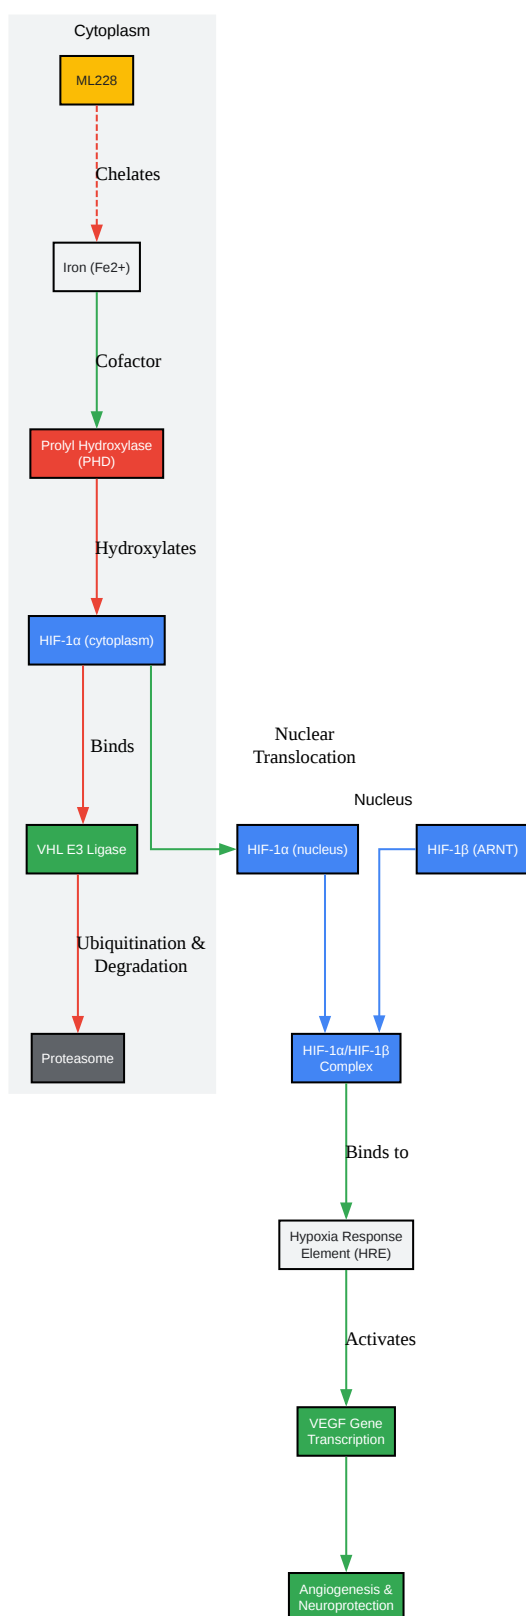 Cytoplasm
ML228
Chelates
Iron (Fe2+)
Cofactor
Prolyl Hydroxylase
(PHD)
Hydroxylates
HIF-1α (cytoplasm)
Binds
Nuclear
Translocation
Nucleus
VHL E3 Ligase
HIF-1α (nucleus)
HIF-1β (ARNT)
Ubiquitination &
Degradation
Proteasome
HIF-1α/HIF-1β
Complex
Binds to
Hypoxia Response
Element (HRE)
Activates
VEGF Gene
Transcription
Angiogenesis &
Neuroprotection